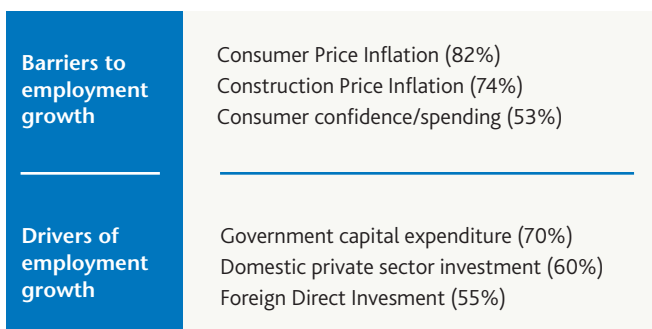 Barriers to
employment
growth
Consumer Price Inflation (82%)
Construction Price Inflation (74%)
Consumer confidence/spending (53%)
Drivers of
employment
growth
Government capital expenditure (70%)
Domestic private sector investment (60%)
Foreign Direct Invesment (55%)